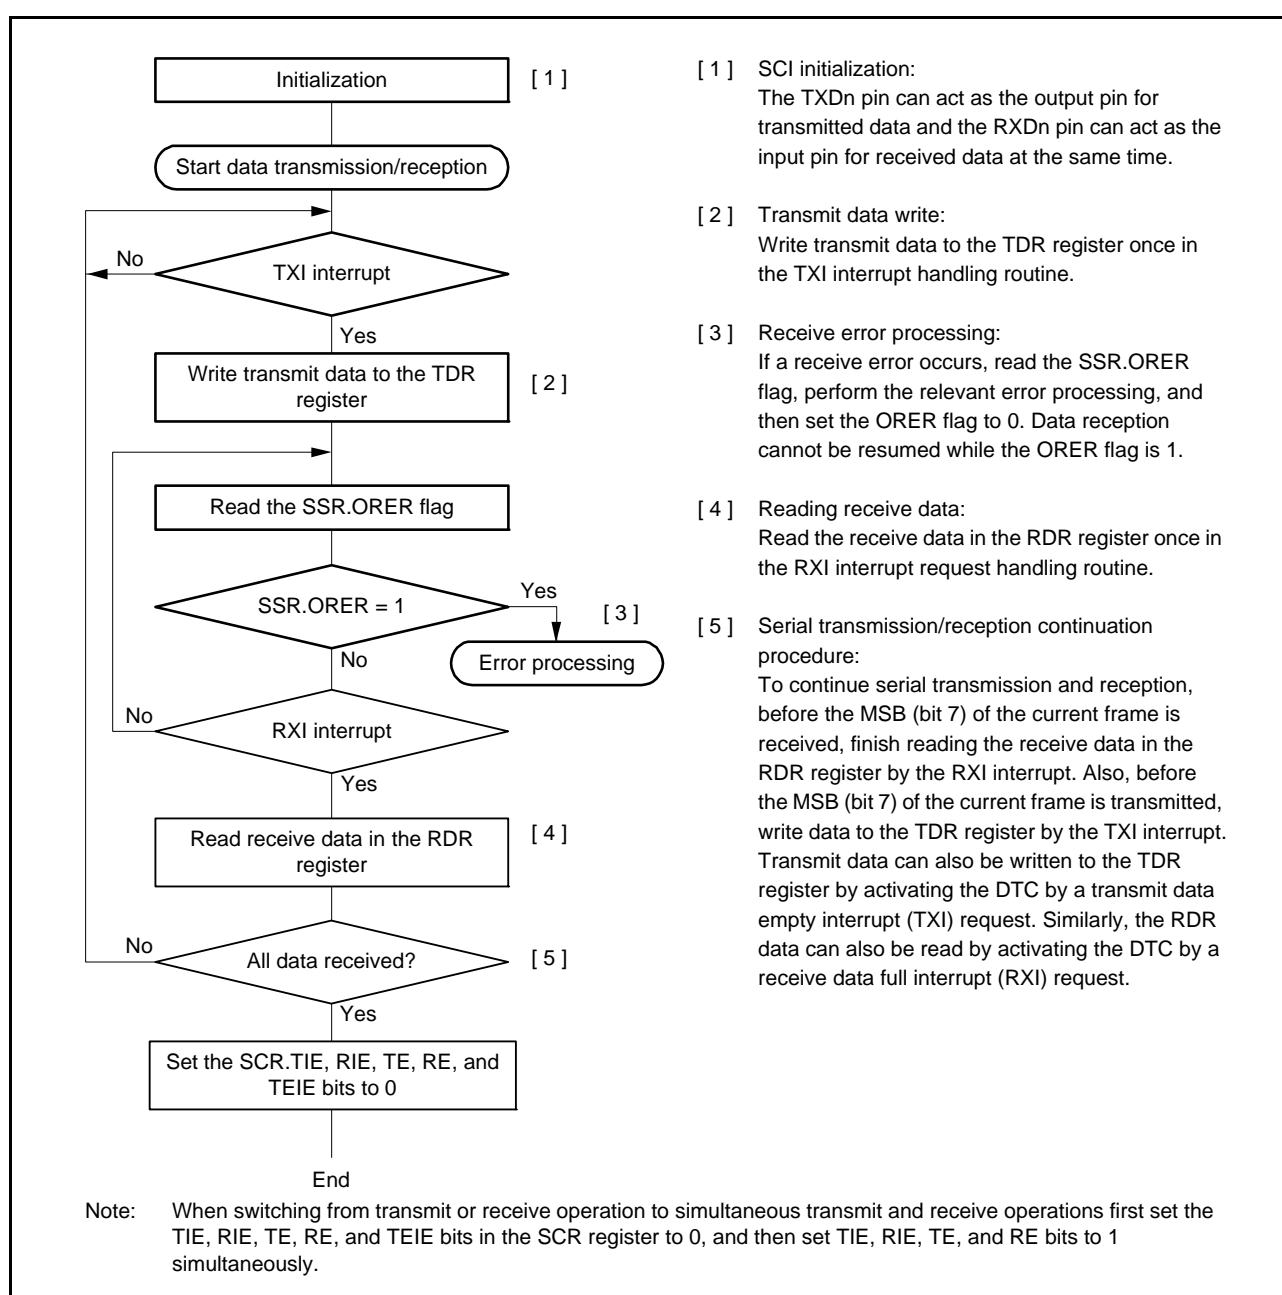 Initialization
[ 1 ]
Start data transmission/reception
No
TXI interrupt
Yes
Write transmit data to the TDR
register
[ 2 ]
Read the SSR.ORER flag
SSR.ORER = 1
Yes
[ 3 ]
Error processing
No
No
RXI interrupt
Yes
Read receive data in the RDR
register
[ 4 ]
No
All data received?
[ 5 ]
Yes
Set the SCR.TIE, RIE, TE, RE, and
TEIE bits to 0
End
[ 1 ] SCI initialization:
The TXDn pin can act as the output pin for
transmitted data and the RXDn pin can act as the
input pin for received data at the same time.
[ 2 ] Transmit data write:
Write transmit data to the TDR register once in
the TXI interrupt handling routine.
[ 3 ] Receive error processing:
If a receive error occurs, read the SSR.ORER
flag, perform the relevant error processing, and
then set the ORER flag to 0. Data reception
cannot be resumed while the ORER flag is 1.
[ 4 ] Reading receive data:
Read the receive data in the RDR register once in
the RXI interrupt request handling routine.
[ 5 ] Serial transmission/reception continuation
procedure:
To continue serial transmission and reception,
before the MSB (bit 7) of the current frame is
received, finish reading the receive data in the
RDR register by the RXI interrupt. Also, before
the MSB (bit 7) of the current frame is transmitted,
write data to the TDR register by the TXI interrupt.
Transmit data can also be written to the TDR
register by activating the DTC by a transmit data
empty interrupt (TXI) request. Similarly, the RDR
data can also be read by activating the DTC by a
receive data full interrupt (RXI) request.
Note: When switching from transmit or receive operation to simultaneous transmit and receive operations first set the
TIE, RIE, TE, RE, and TEIE bits in the SCR register to 0, and then set TIE, RIE, TE, and RE bits to 1
simultaneously.